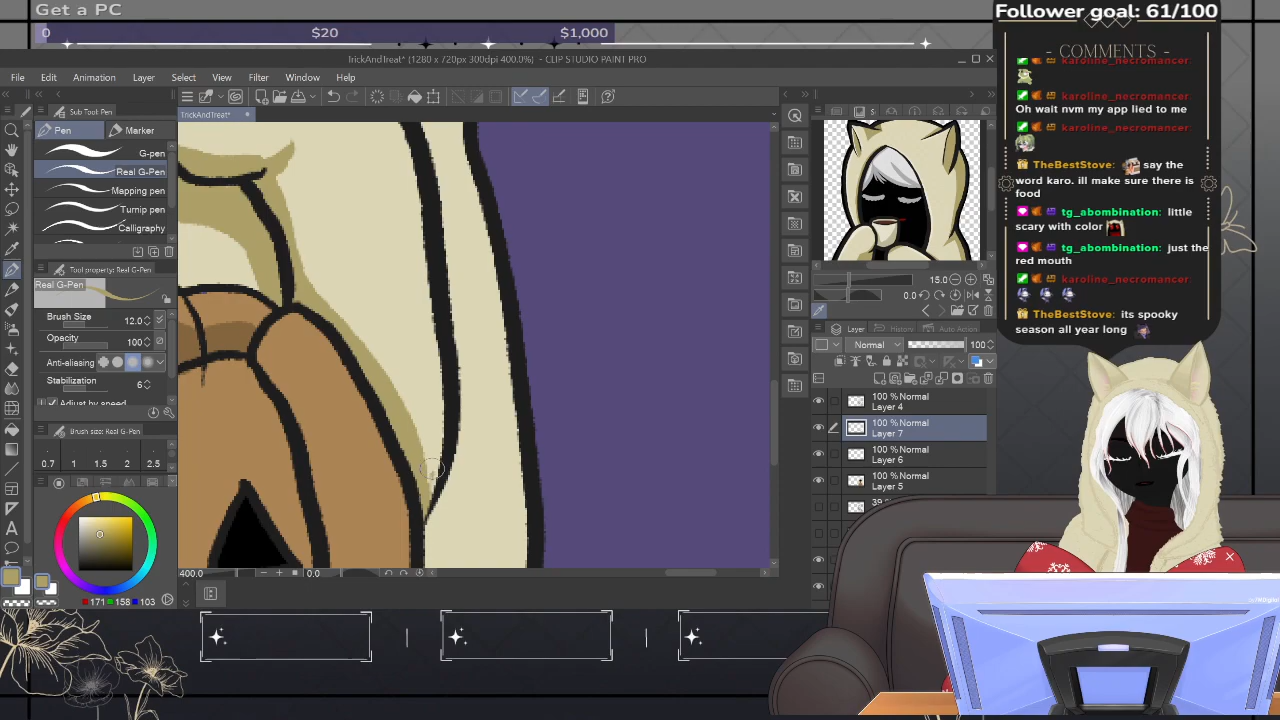 Get a PC
0
$20
$1,000
Follower goal: 61/100
- COMMENTS -
karoline_necromancer:
karoline_necromancer:
Oh wait nvm my app lied to me
karoline_necromancer:
TheBestStove: say the
word karo. ill make sure there is
food
tg_abombination: little
scary with color
tg_abombination: just the
red mouth
karoline_necromancer:
TheBestStove: its spooky
season all year long
TrickAndTreat* (1280 x 720px 300dpi 400.0%) - CLIP STUDIO PAINT PRO
File Edit Animation Layer Select View Filter Window Help
Sub Tool Pen
Pen Marker
G-pen
Real G-Pen
Mapping pen
Turnip pen
Calligraphy
Tool property: Real G-Pen
Real G-Pen
Brush Size 12.0
Opacity 100
Anti-aliasing
Stabilization 6
Adjust by speed
Brush size: Real G-Pen
0.7 1 1.5 2 2.5
171 158 103
TrickAndTreat*
400.0 0.0
15.0
0.0
Layer History Auto Action
Normal 100
100 % Normal
Layer 4
100 % Normal
Layer 7
100 % Normal
Layer 6
100 % Normal
Layer 5